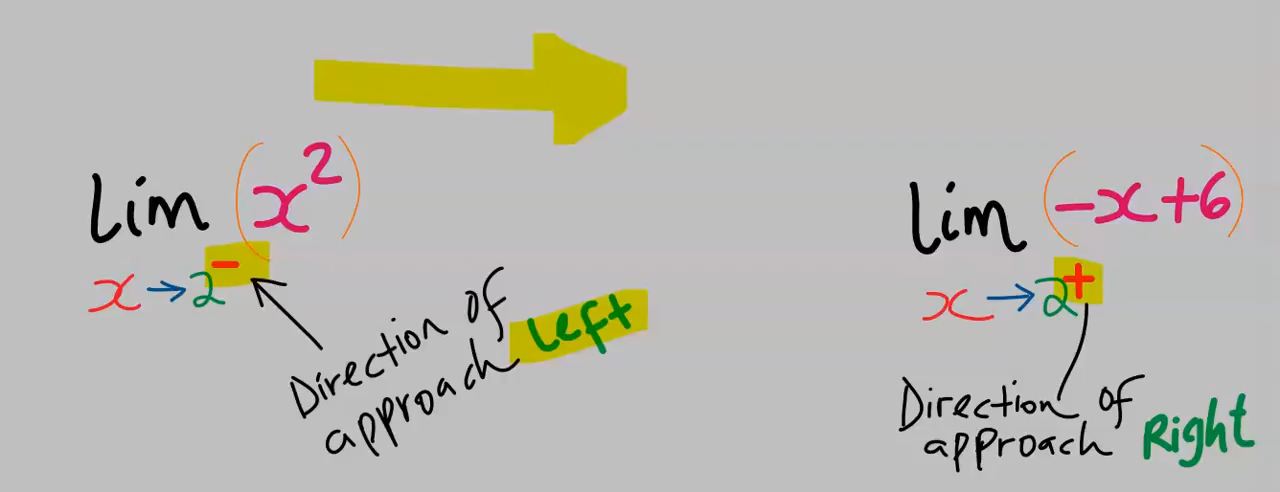 Lim (x²)
x → 2⁻
Direction of
approach Left
Lim (-x+6)
x → 2⁺
Direction of
approach Right